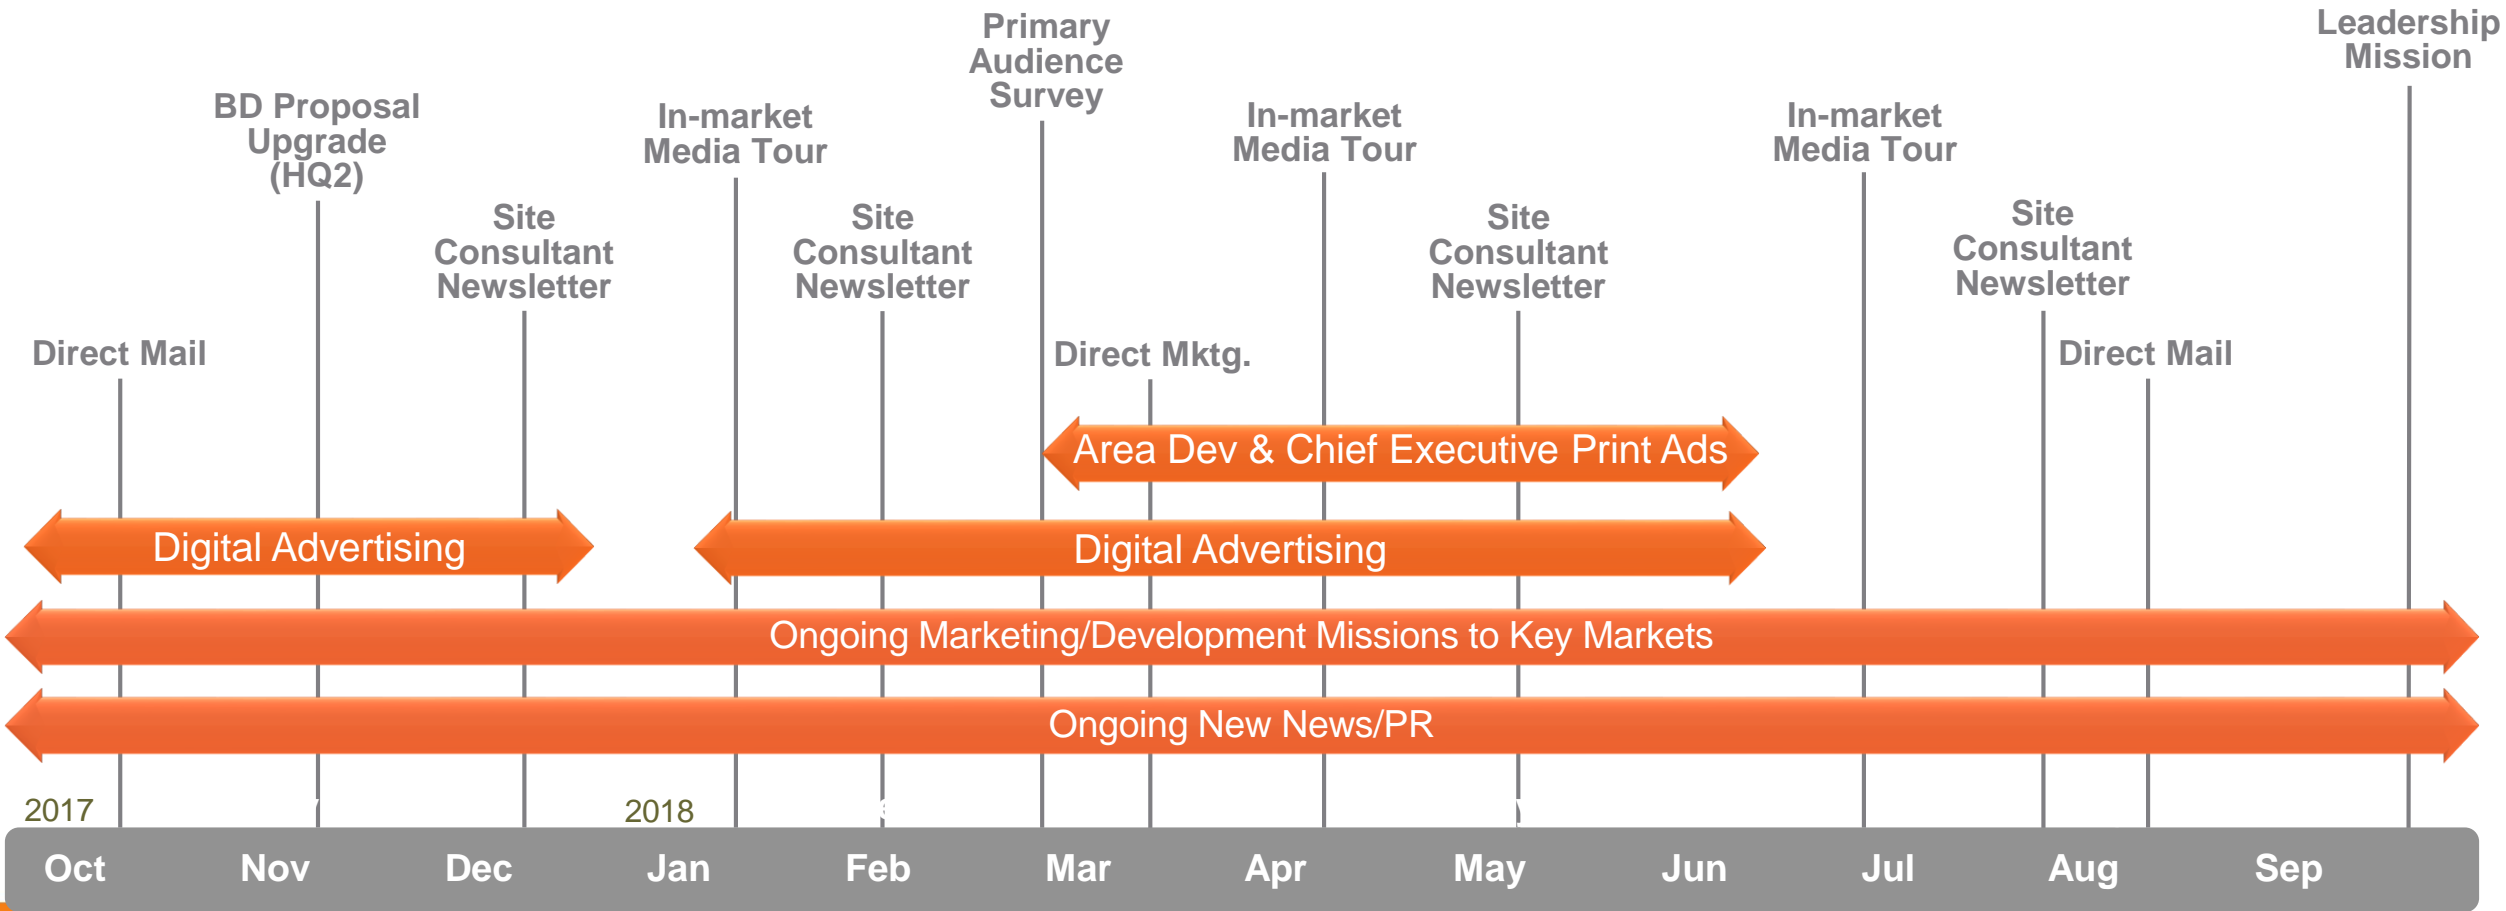 Primary
Audience
Survey
Leadership
Mission
BD Proposal
Upgrade
(HQ2)
In-market
Media Tour
In-market
Media Tour
In-market
Media Tour
Site
Consultant
Newsletter
Site
Consultant
Newsletter
Site
Consultant
Newsletter
Site
Consultant
Newsletter
Direct Mail
Direct Mktg.
Direct Mail
Area Dev & Chief Executive Print Ads
Digital Advertising
Digital Advertising
Ongoing Marketing/Development Missions to Key Markets
Ongoing New News/PR
2017 2018
Oct Nov Dec Jan Feb Mar Apr May Jun Jul Aug Sep